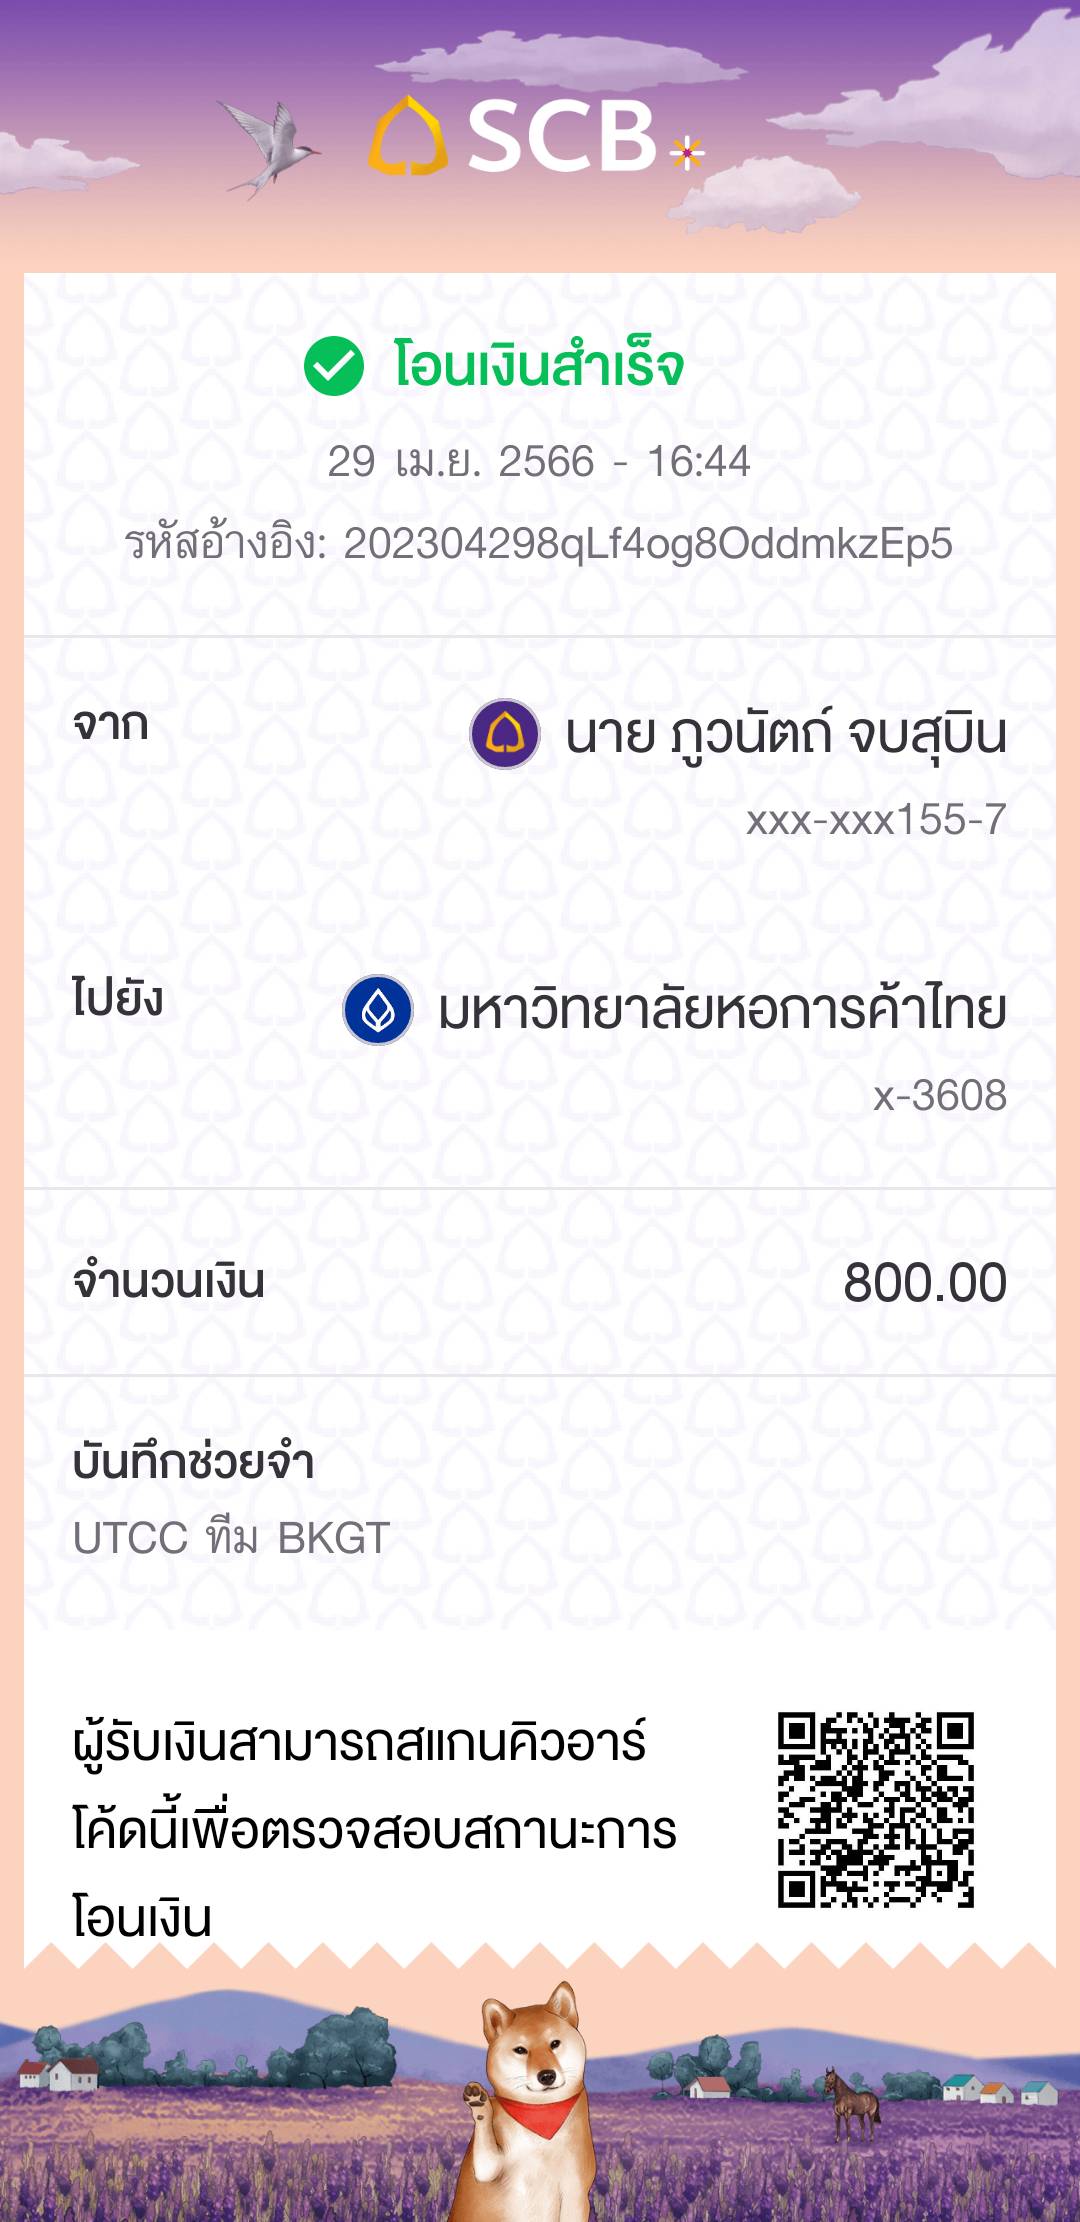 SCB
โอนเงินสำเร็จ
29 เม.ย. 2566 - 16:44
รหัสอ้างอิง: 202304298qLf4og8OddmkzEp5
จาก
นาย ภูวนัตถ์ จบสุบิน
xxx-xxx155-7
ไปยัง
มหาวิทยาลัยหอการค้าไทย
x-3608
จำนวนเงิน
800.00
บันทึกช่วยจำ
UTCC ทีม BKGT
ผู้รับเงินสามารถสแกนคิวอาร์
โค้ดนี้เพื่อตรวจสอบสถานะการ
โอนเงิน